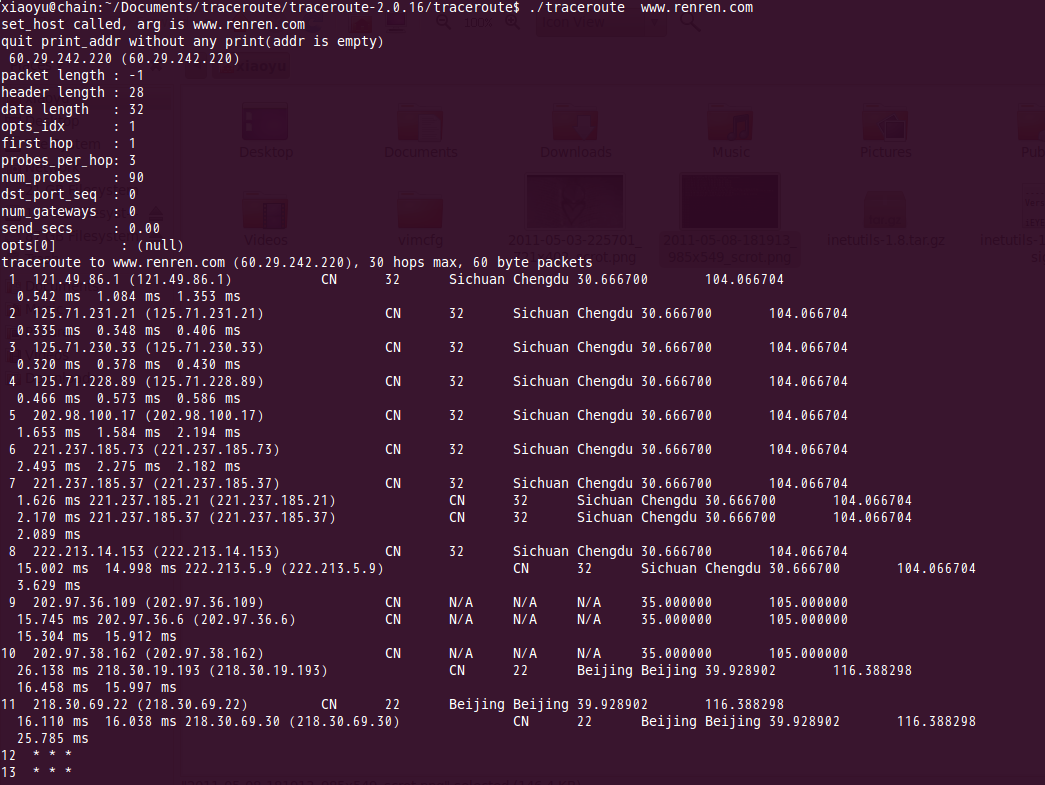 xiaoyu@chain:~/Documents/traceroute/traceroute-2.0.16/traceroute$ ./traceroute  www.renren.com
set_host called, arg is www.renren.com
quit print_addr without any print(addr is empty)
 60.29.242.220 (60.29.242.220)
packet length : -1
header length : 28
data length   : 32
opts_idx      : 1
first hop     : 1
probes_per_hop: 3
num_probes    : 90
dst_port_seq  : 0
num_gateways  : 0
send_secs     : 0.00
opts[0]       : (null)
traceroute to www.renren.com (60.29.242.220), 30 hops max, 60 byte packets
 1  121.49.86.1 (121.49.86.1)           CN      32      Sichuan Chengdu 30.666700       104.066704
  0.542 ms  1.084 ms  1.353 ms
 2  125.71.231.21 (125.71.231.21)               CN      32      Sichuan Chengdu 30.666700       104.066704
  0.335 ms  0.348 ms  0.406 ms
 3  125.71.230.33 (125.71.230.33)               CN      32      Sichuan Chengdu 30.666700       104.066704
  0.320 ms  0.378 ms  0.430 ms
 4  125.71.228.89 (125.71.228.89)               CN      32      Sichuan Chengdu 30.666700       104.066704
  0.466 ms  0.573 ms  0.586 ms
 5  202.98.100.17 (202.98.100.17)               CN      32      Sichuan Chengdu 30.666700       104.066704
  1.653 ms  1.584 ms  2.194 ms
 6  221.237.185.73 (221.237.185.73)             CN      32      Sichuan Chengdu 30.666700       104.066704
  2.493 ms  2.275 ms  2.182 ms
 7  221.237.185.37 (221.237.185.37)             CN      32      Sichuan Chengdu 30.666700       104.066704
  1.626 ms 221.237.185.21 (221.237.185.21)              CN      32      Sichuan Chengdu 30.666700       104.066704
  2.170 ms 221.237.185.37 (221.237.185.37)              CN      32      Sichuan Chengdu 30.666700       104.066704
  2.089 ms
 8  222.213.14.153 (222.213.14.153)             CN      32      Sichuan Chengdu 30.666700       104.066704
  15.002 ms  14.998 ms 222.213.5.9 (222.213.5.9)                CN      32      Sichuan Chengdu 30.666700       104.066704
  3.629 ms
 9  202.97.36.109 (202.97.36.109)               CN      N/A     N/A     N/A     35.000000       105.000000
  15.745 ms 202.97.36.6 (202.97.36.6)           CN      N/A     N/A     N/A     35.000000       105.000000
  15.304 ms  15.912 ms
10  202.97.38.162 (202.97.38.162)               CN      N/A     N/A     N/A     35.000000       105.000000
  26.138 ms 218.30.19.193 (218.30.19.193)               CN      22      Beijing Beijing 39.928902       116.388298
  16.458 ms  15.997 ms
11  218.30.69.22 (218.30.69.22)         CN      22      Beijing Beijing 39.928902       116.388298
  16.110 ms  16.038 ms 218.30.69.30 (218.30.69.30)              CN      22      Beijing Beijing 39.928902       116.388298
  25.785 ms
12  * * *
13  * * *
Desktop
Documents
Downloads
Music
Pictures
Videos
vimcfg
inetutils-1.8.tar.gz